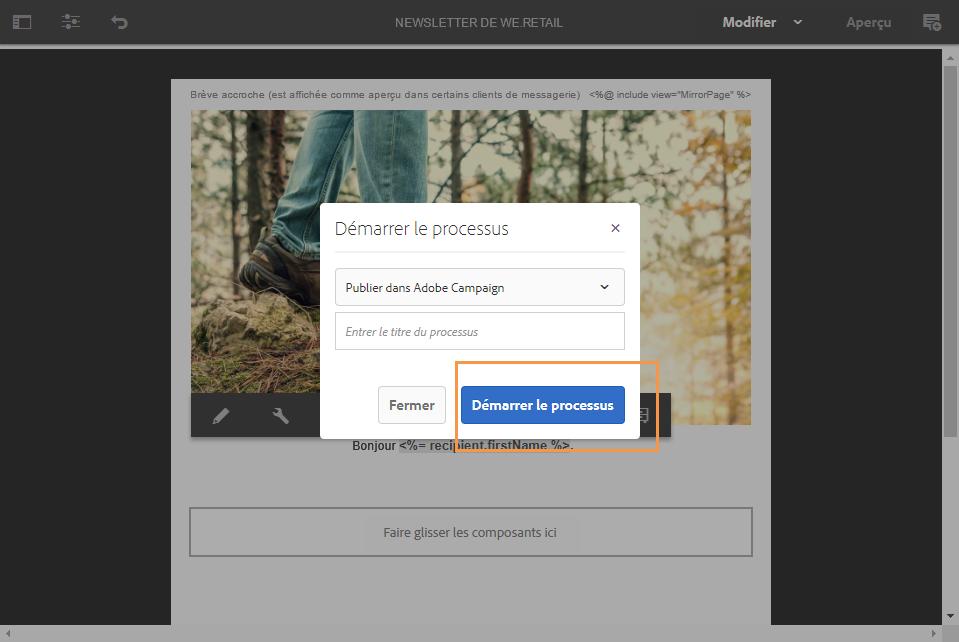 NEWSLETTER DE WE.RETAIL
Modifier
Aperçu
Brève accroche (est affichée comme aperçu dans certains clients de messagerie) <%@ include view="MirrorPage" %>
Démarrer le processus
Publier dans Adobe Campaign
Entrer le titre du processus
Fermer
Démarrer le processus
Bonjour <%= recipient.firstName %>.
Faire glisser les composants ici